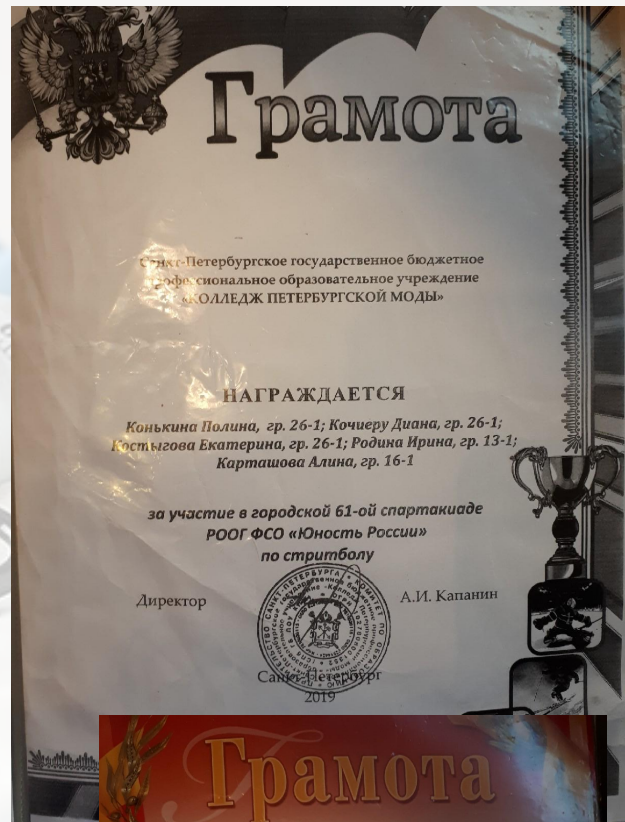 Грамота
Санкт-Петербургское государственное бюджетное
профессиональное образовательное учреждение
«КОЛЛЕДЖ ПЕТЕРБУРГСКОЙ МОДЫ»
НАГРАЖДАЕТСЯ
Конькина Полина, гр. 26-1; Кочиеру Диана, гр. 26-1;
Костыгова Екатерина, гр. 26-1; Родина Ирина, гр. 13-1;
Карташова Алина, гр. 16-1
за участие в городской 61-ой спартакиаде
РООГ ФСО «Юность России»
по стритболу
Директор
А.И. Капанин
Санкт-Петербург
2019
Грамота